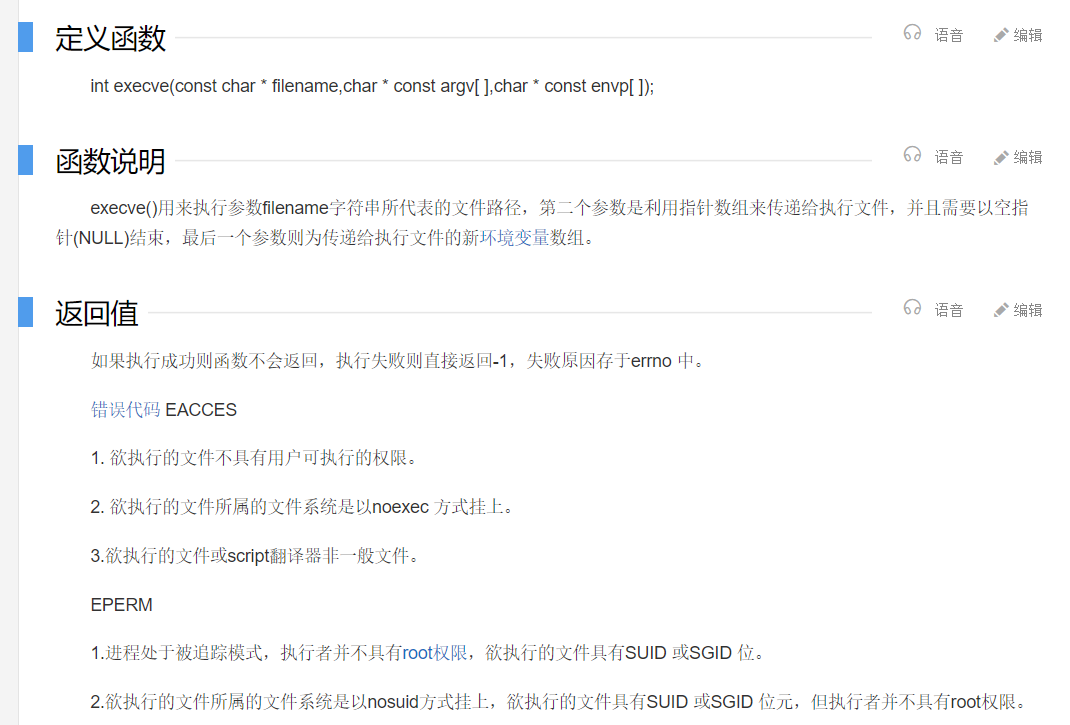 定义函数 语音 编辑
int execve(const char * filename,char * const argv[ ],char * const envp[ ]);
函数说明 语音 编辑
execve()用来执行参数filename字符串所代表的文件路径，第二个参数是利用指针数组来传递给执行文件，并且需要以空指
针(NULL)结束，最后一个参数则为传递给执行文件的新环境变量数组。
返回值 语音 编辑
如果执行成功则函数不会返回，执行失败则直接返回-1，失败原因存于errno 中。
错误代码 EACCES
1. 欲执行的文件不具有用户可执行的权限。
2. 欲执行的文件所属的文件系统是以noexec 方式挂上。
3.欲执行的文件或script翻译器非一般文件。
EPERM
1.进程处于被追踪模式，执行者并不具有root权限，欲执行的文件具有SUID 或SGID 位。
2.欲执行的文件所属的文件系统是以nosuid方式挂上，欲执行的文件具有SUID 或SGID 位元，但执行者并不具有root权限。